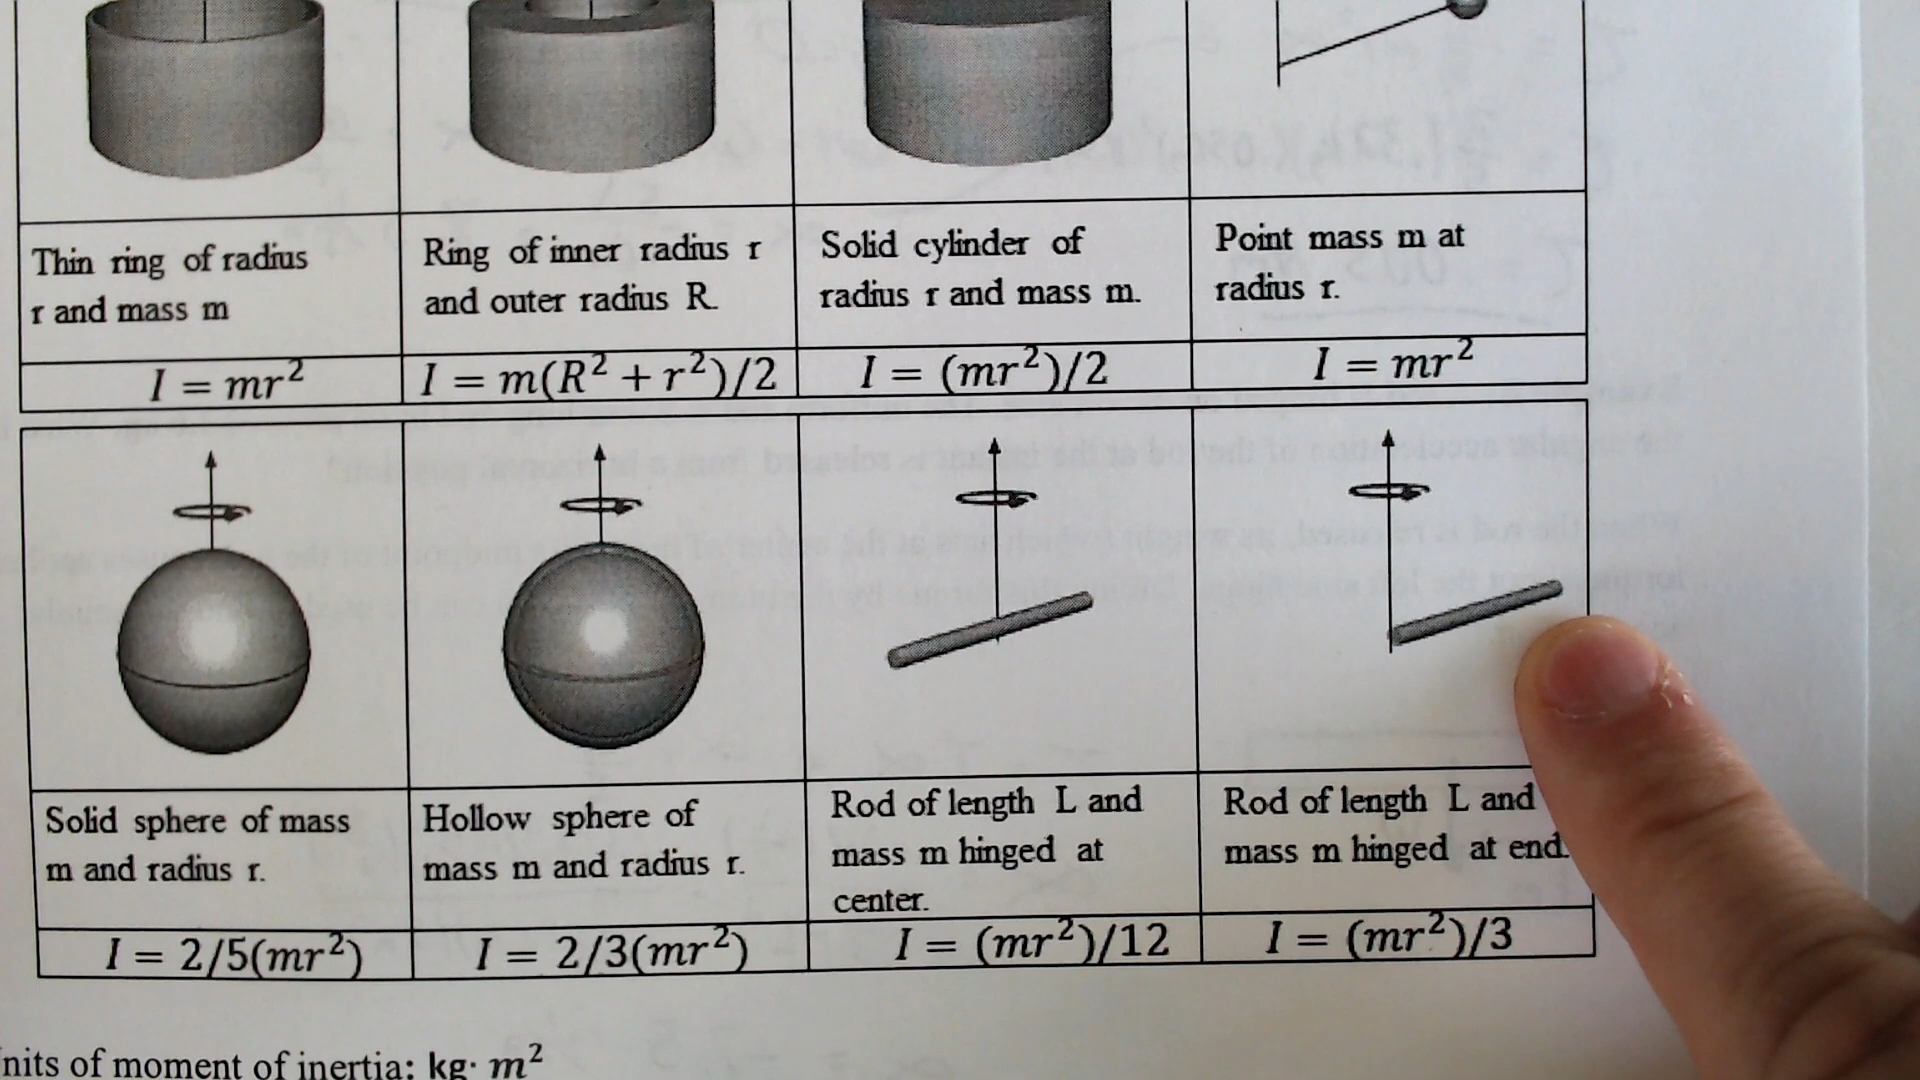 Thin ring of radius
r and mass m
Ring of inner radius r
and outer radius R.
Solid cylinder of
radius r and mass m.
Point mass m at
radius r.
I = mr²
I = m(R² + r²)/2
I = (mr²)/2
I = mr²
Solid sphere of mass
m and radius r.
Hollow sphere of
mass m and radius r.
Rod of length L and
mass m hinged at
center.
Rod of length L and
mass m hinged at end.
I = 2/5(mr²)
I = 2/3(mr²)
I = (mr²)/12
I = (mr²)/3
nits of moment of inertia: kg· m²